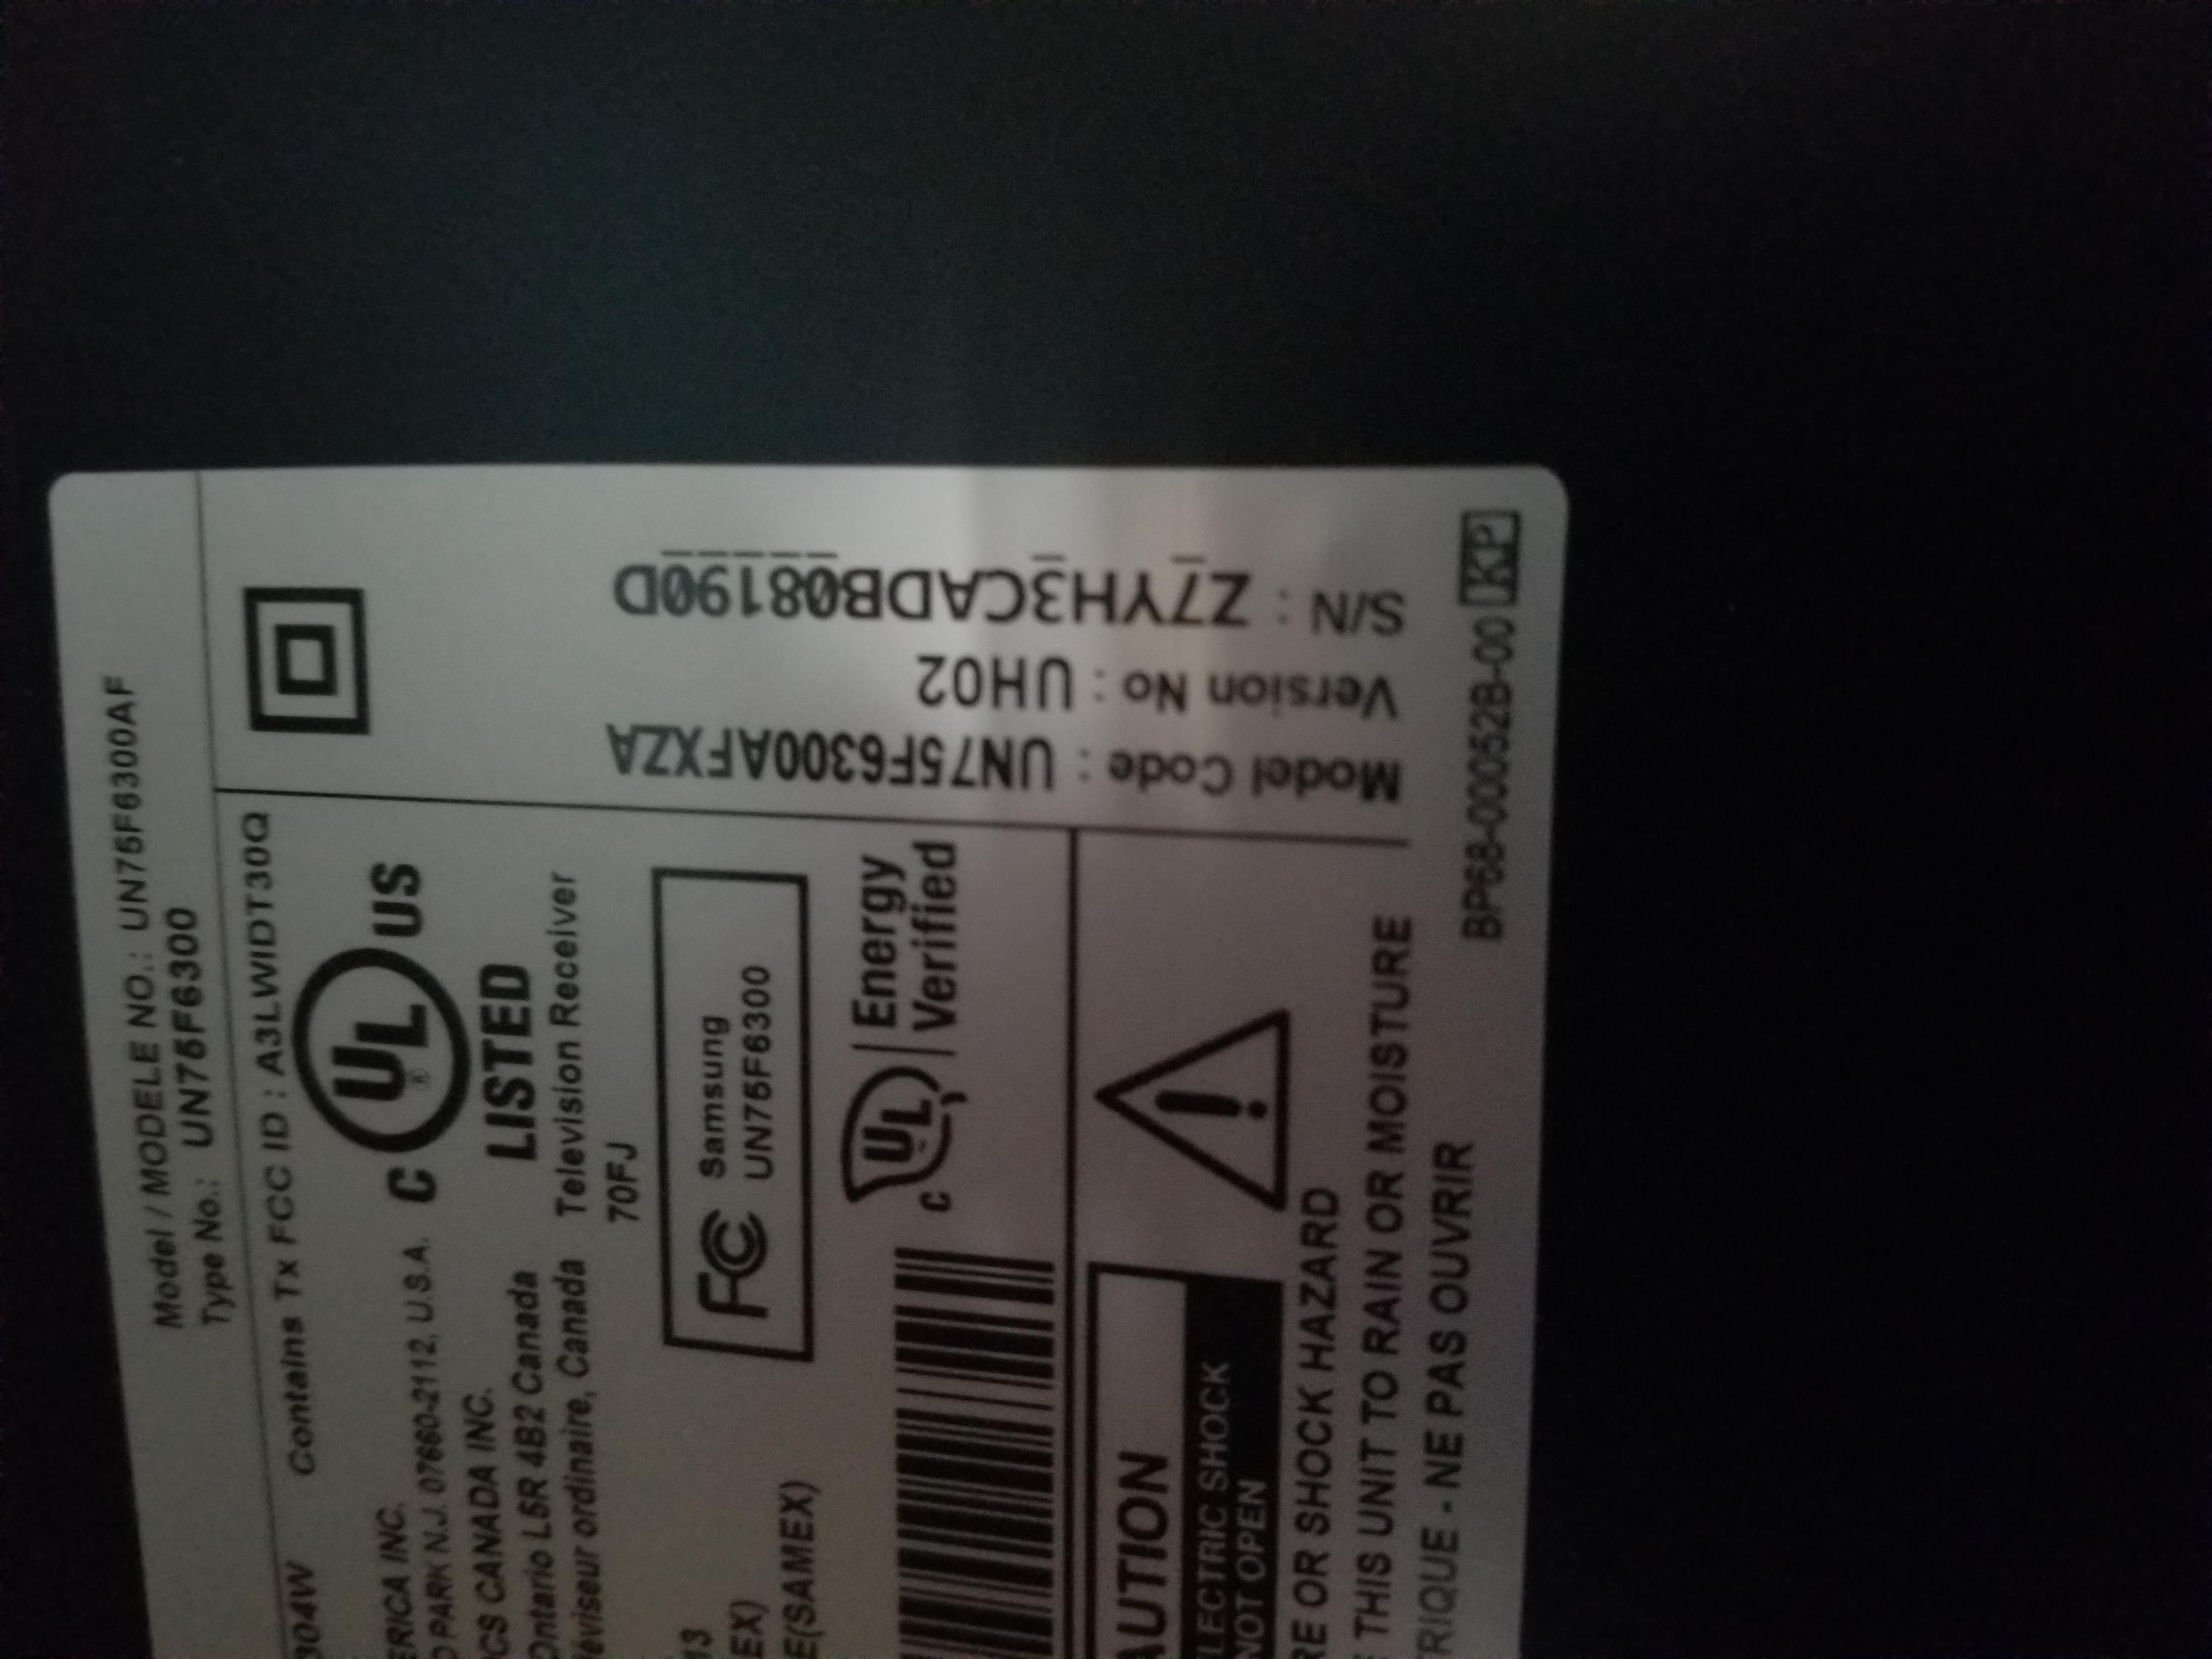 Model / MODELE NO.: UN75F6300AF
Type No.: UN75F6300
304W Contains Tx FCC ID : A3LWIDT30Q
ERICA INC.
PARK N.J. 07660-2112, U.S.A.
CS CANADA INC.
Ontario L5R 4B2 Canada
éviseur ordinaire, Canada
C UL US
®
LISTED
Television Receiver
70FJ
FC Samsung
UN75F6300
EX)
E(SAMEX)
C UL Energy
Verified
Model Code : UN75F6300AFXZA
Version No : UH02
S/N : Z7YH3CADB08190D
AUTION
ELECTRIC SHOCK
NOT OPEN
RE OR SHOCK HAZARD
THIS UNIT TO RAIN OR MOISTURE
TRIQUE - NE PAS OUVRIR
BP68-00052B-00 KP